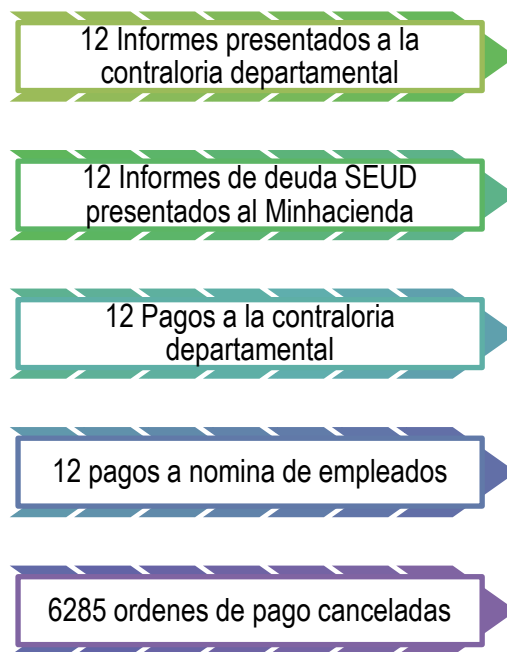 12 Informes presentados a la
contraloria departamental
12 Informes de deuda SEUD
presentados al Minhacienda
12 Pagos a la contraloria
departamental
12 pagos a nomina de empleados
6285 ordenes de pago canceladas